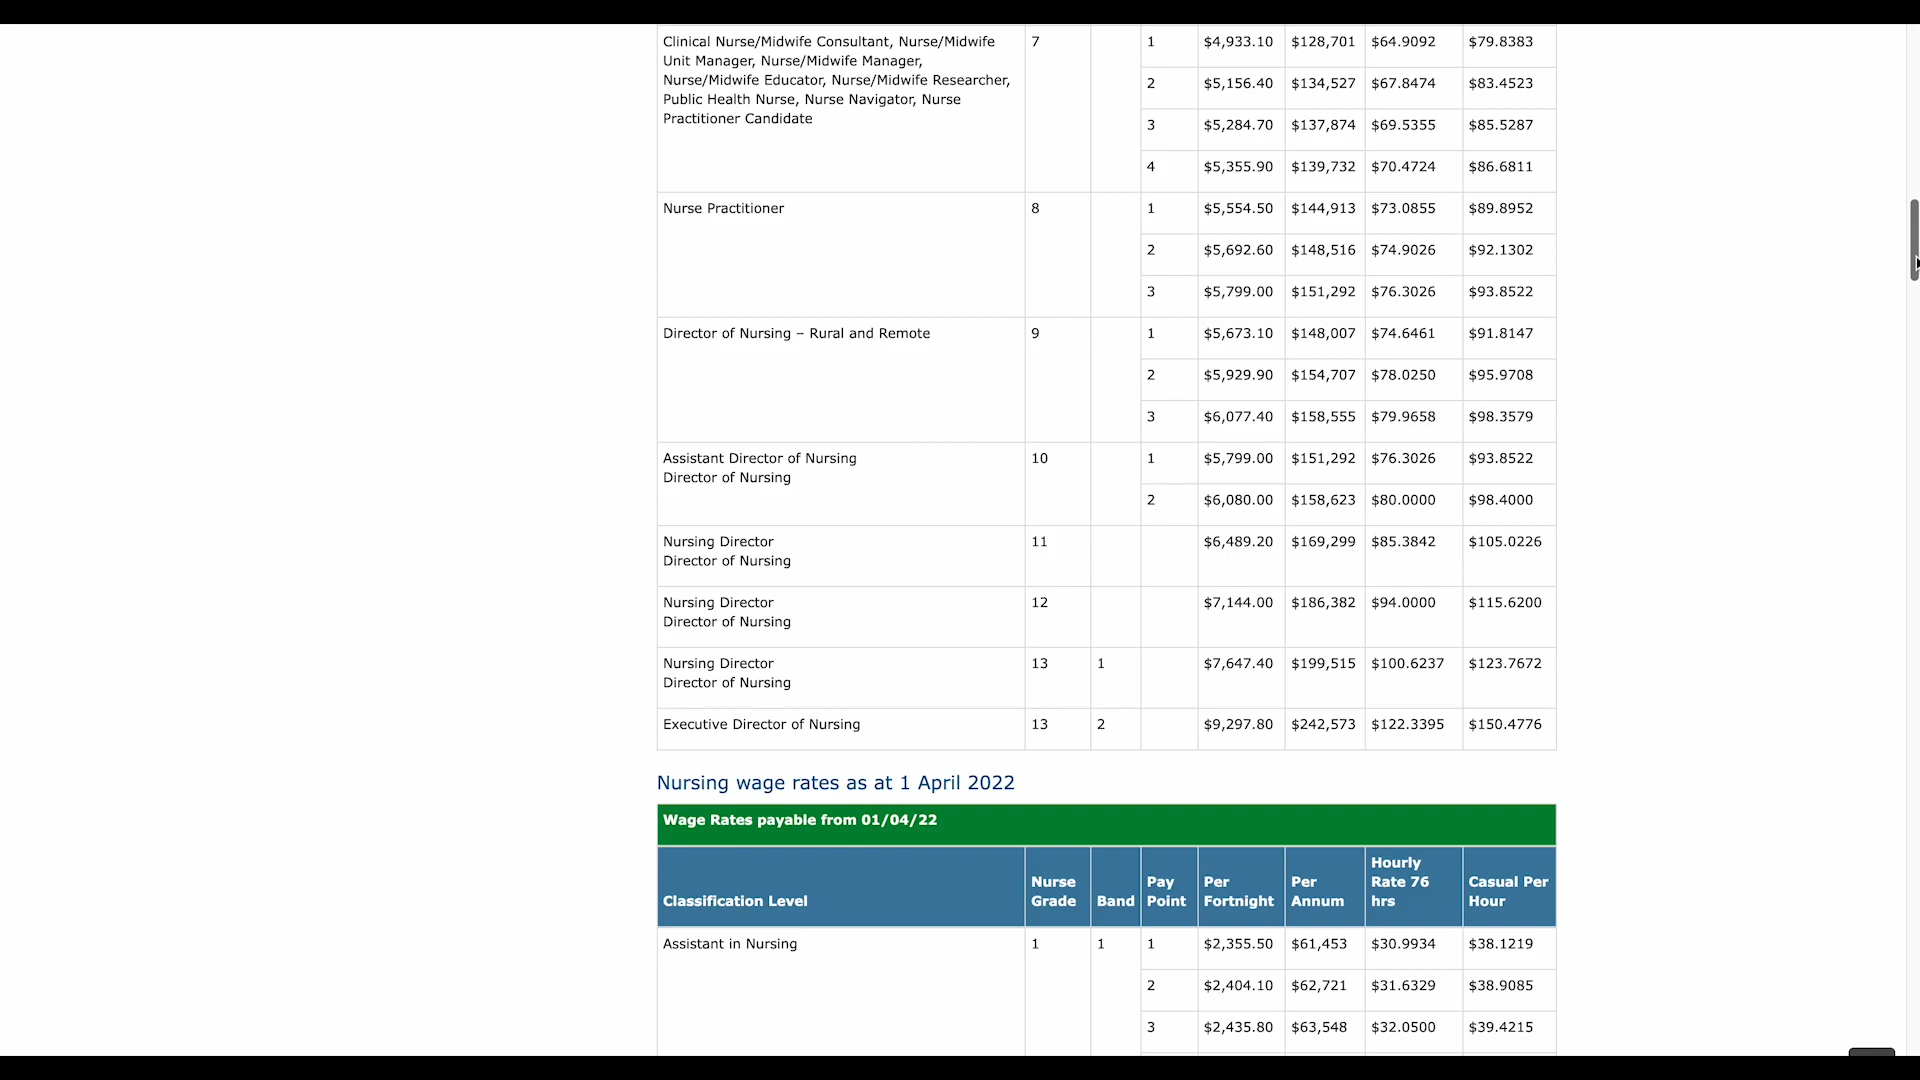 Clinical Nurse/Midwife Consultant, Nurse/Midwife 7 1 $4,933.10 $128,701 $64.9092 $79.8383
Unit Manager, Nurse/Midwife Manager,
Nurse/Midwife Educator, Nurse/Midwife Researcher, 2 $5,156.40 $134,527 $67.8474 $83.4523
Public Health Nurse, Nurse Navigator, Nurse
Practitioner Candidate 3 $5,284.70 $137,874 $69.5355 $85.5287
4 $5,355.90 $139,732 $70.4724 $86.6811
Nurse Practitioner 8 1 $5,554.50 $144,913 $73.0855 $89.8952
2 $5,692.60 $148,516 $74.9026 $92.1302
3 $5,799.00 $151,292 $76.3026 $93.8522
Director of Nursing – Rural and Remote 9 1 $5,673.10 $148,007 $74.6461 $91.8147
2 $5,929.90 $154,707 $78.0250 $95.9708
3 $6,077.40 $158,555 $79.9658 $98.3579
Assistant Director of Nursing 10 1 $5,799.00 $151,292 $76.3026 $93.8522
Director of Nursing
2 $6,080.00 $158,623 $80.0000 $98.4000
Nursing Director 11 $6,489.20 $169,299 $85.3842 $105.0226
Director of Nursing
Nursing Director 12 $7,144.00 $186,382 $94.0000 $115.6200
Director of Nursing
Nursing Director 13 1 $7,647.40 $199,515 $100.6237 $123.7672
Director of Nursing
Executive Director of Nursing 13 2 $9,297.80 $242,573 $122.3395 $150.4776
Nursing wage rates as at 1 April 2022
Wage Rates payable from 01/04/22
Hourly
Nurse Pay Per Per Rate 76 Casual Per
Classification Level Grade Band Point Fortnight Annum hrs Hour
Assistant in Nursing 1 1 1 $2,355.50 $61,453 $30.9934 $38.1219
2 $2,404.10 $62,721 $31.6329 $38.9085
3 $2,435.80 $63,548 $32.0500 $39.4215